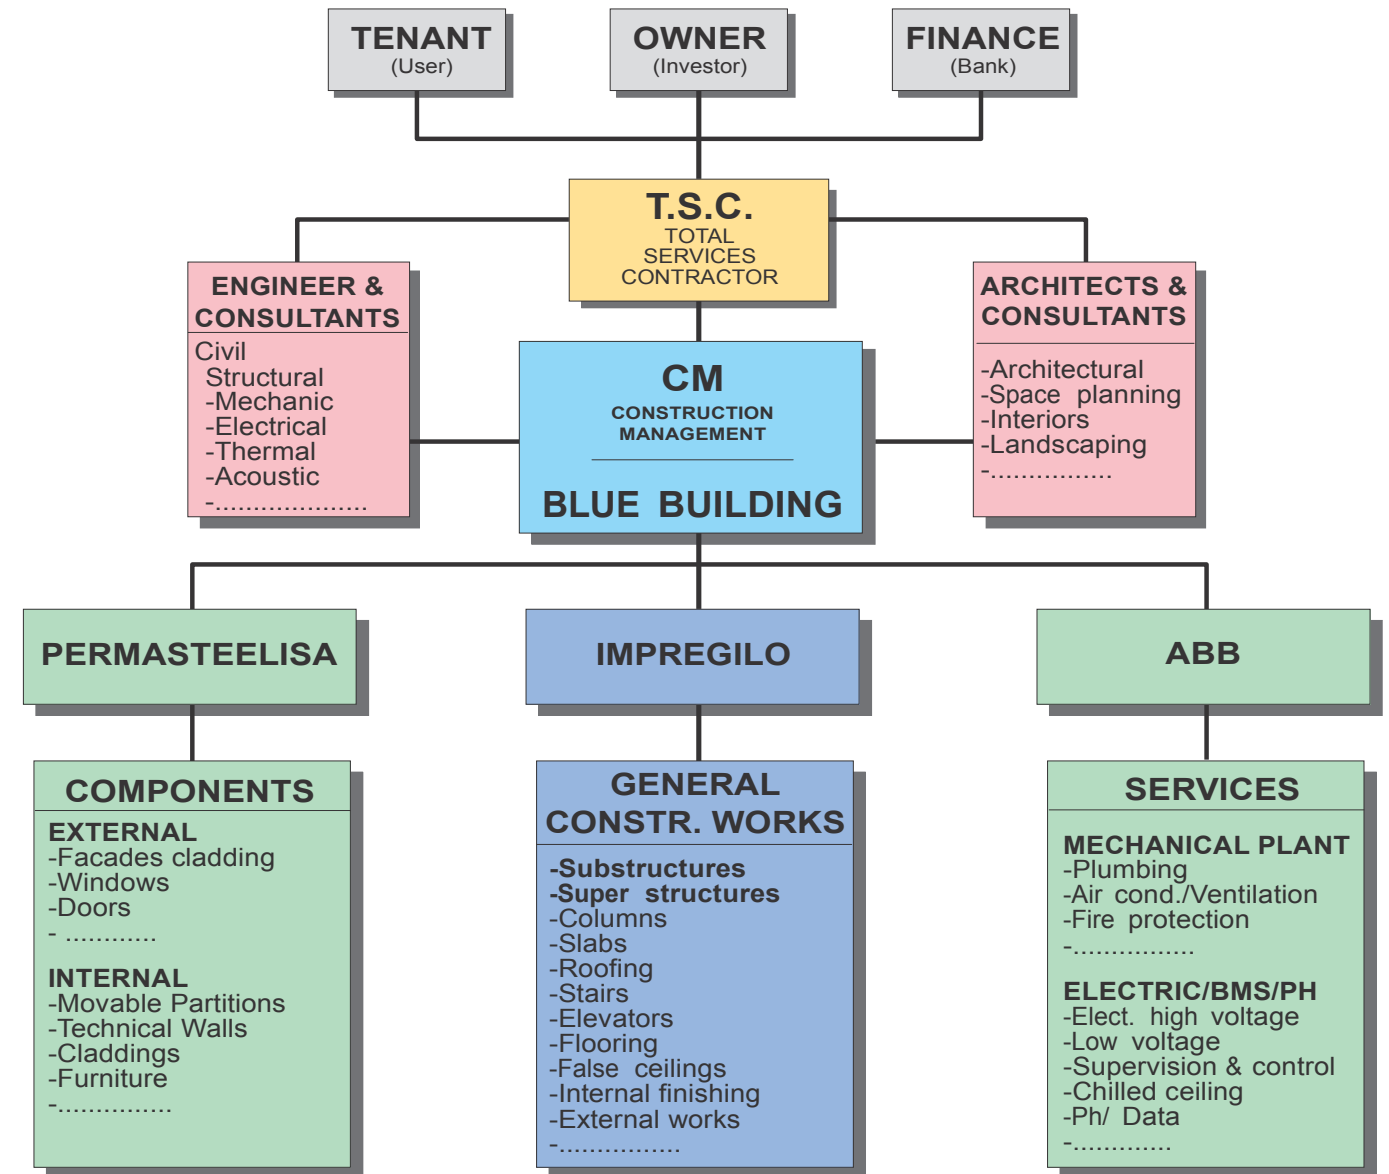 TENANT
(User)
OWNER
(Investor)
FINANCE
(Bank)
T.S.C.
TOTAL
SERVICES
CONTRACTOR
ENGINEER &
CONSULTANTS
Civil
Structural
-Mechanic
-Electrical
-Thermal
-Acoustic
-....................
CM
CONSTRUCTION
MANAGEMENT
BLUE BUILDING
ARCHITECTS &
CONSULTANTS
-Architectural
-Space planning
-Interiors
-Landscaping
-................
PERMASTEELISA
IMPREGILO
ABB
COMPONENTS
EXTERNAL
-Facades cladding
-Windows
-Doors
- ............
INTERNAL
-Movable Partitions
-Technical Walls
-Claddings
-Furniture
-...............
GENERAL
CONSTR. WORKS
-Substructures
-Super structures
-Columns
-Slabs
-Roofing
-Stairs
-Elevators
-Flooring
-False ceilings
-Internal finishing
-External works
-................
SERVICES
MECHANICAL PLANT
-Plumbing
-Air cond./Ventilation
-Fire protection
-................
ELECTRIC/BMS/PH
-Elect. high voltage
-Low voltage
-Supervision & control
-Chilled ceiling
-Ph/ Data
-.............